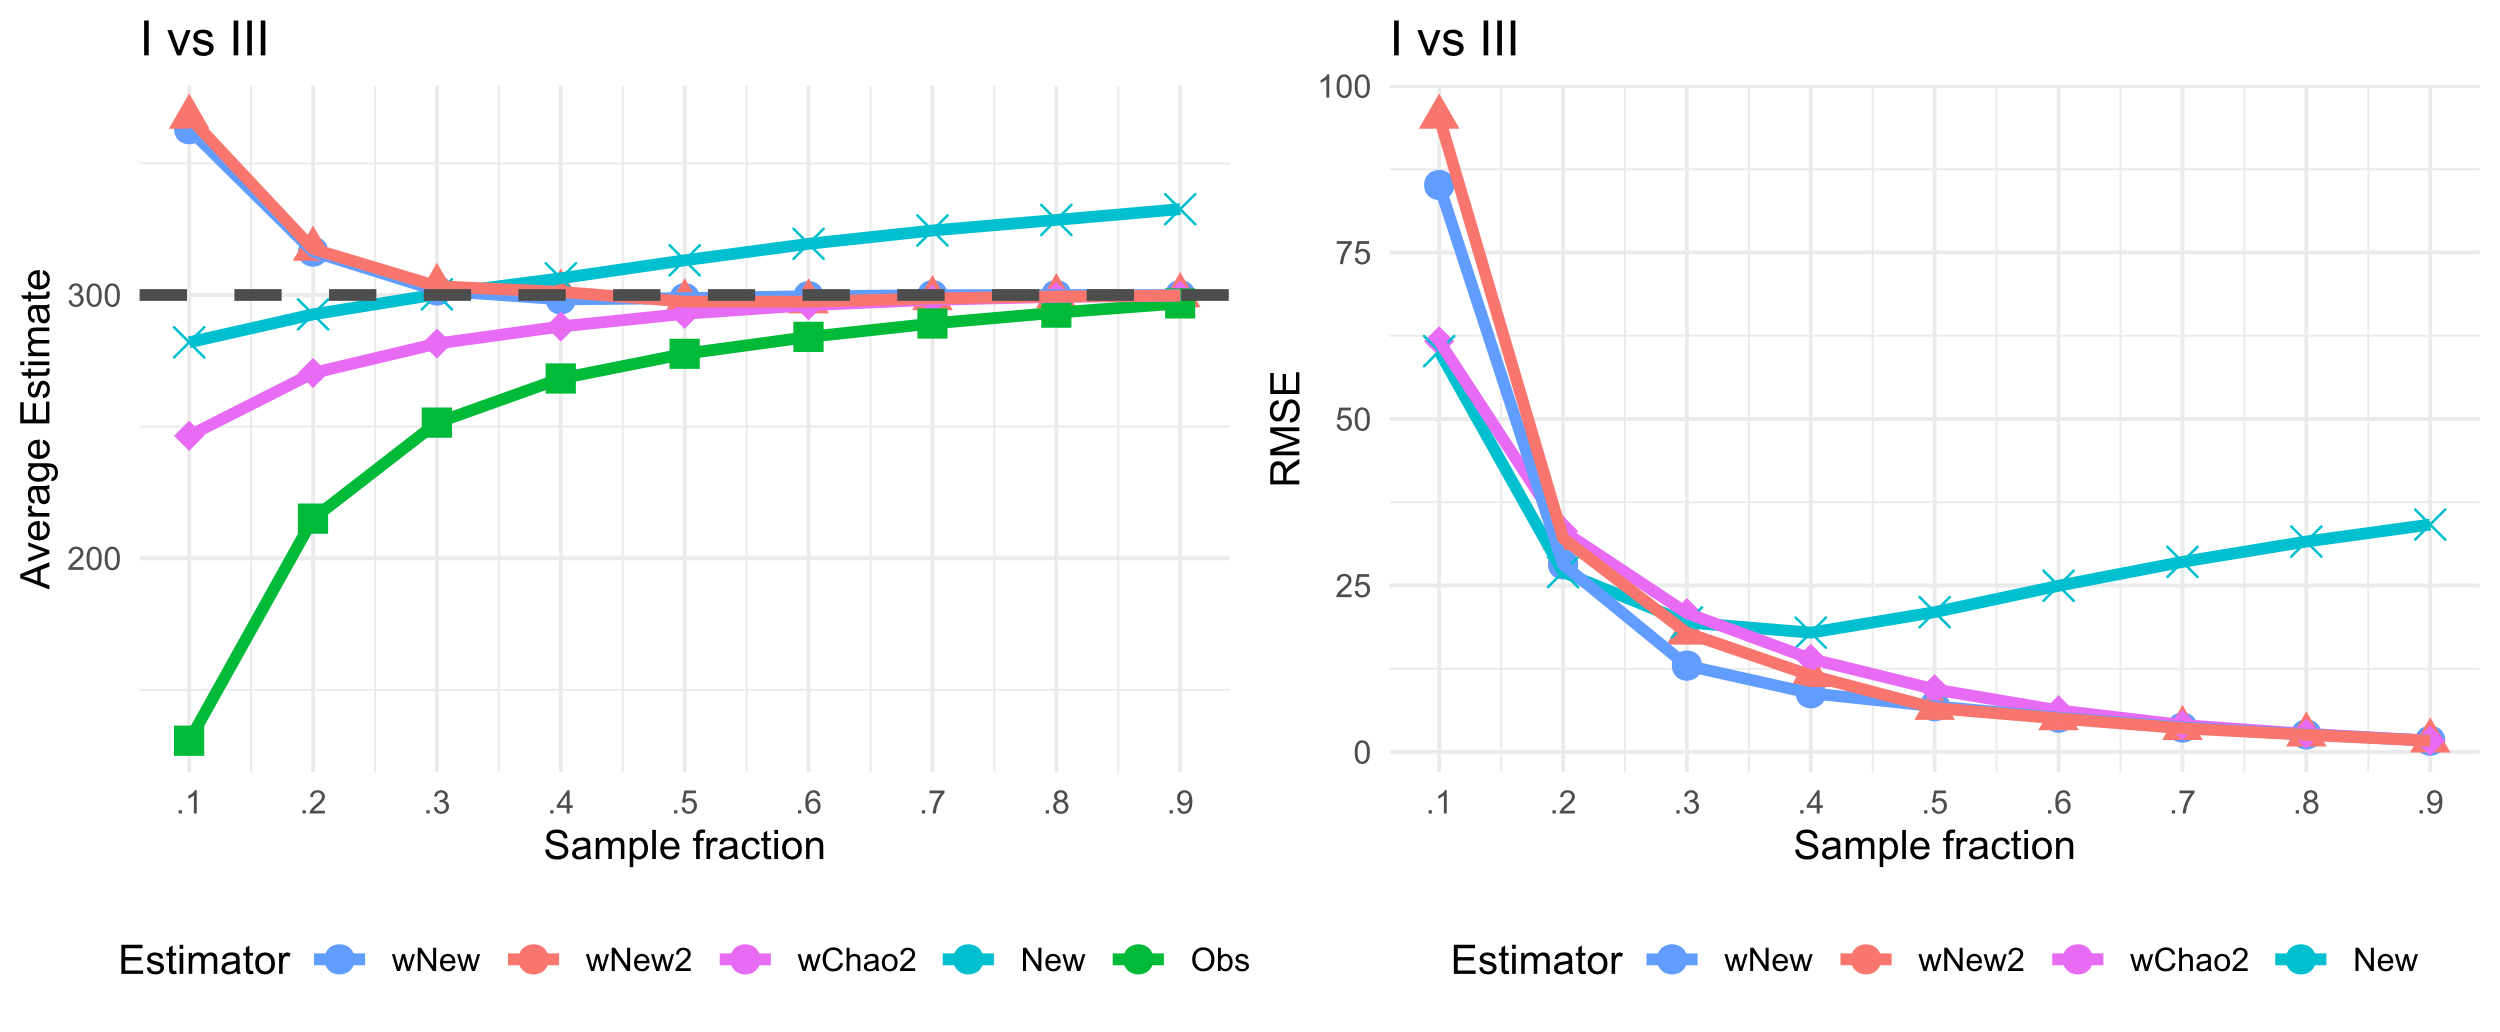 I vs III
Average Estimate
300
200
.1 .2 .3 .4 .5 .6 .7 .8 .9
Sample fraction
Estimator wNew wNew2 wChao2 New Obs
I vs III
RMSE
100
75
50
25
0
.1 .2 .3 .4 .5 .6 .7 .8 .9
Sample fraction
Estimator wNew wNew2 wChao2 New